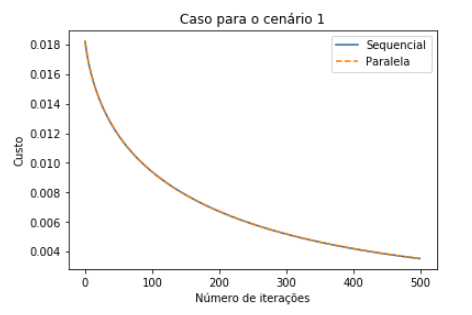 Caso para o cenário 1
0.018
0.016
0.014
0.012
0.010
0.008
0.006
0.004
Custo
Sequencial
Paralela
0 100 200 300 400 500
Número de iterações